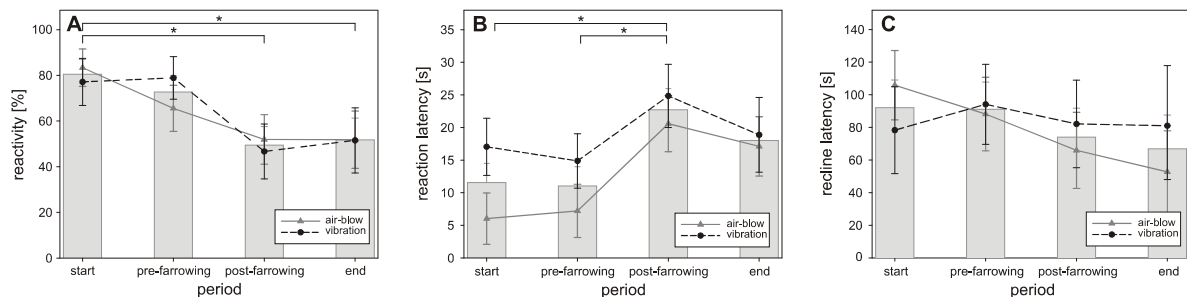 A
*
*
reactivity [%]
100
80
60
40
20
0
air-blow
vibration
start
pre-farrowing
post-farrowing
end
period
B
*
*
reaction latency [s]
35
30
25
20
15
10
5
0
air-blow
vibration
start
pre-farrowing
post-farrowing
end
period
C
recline latency [s]
140
120
100
80
60
40
20
0
air-blow
vibration
start
pre-farrowing
post-farrowing
end
period